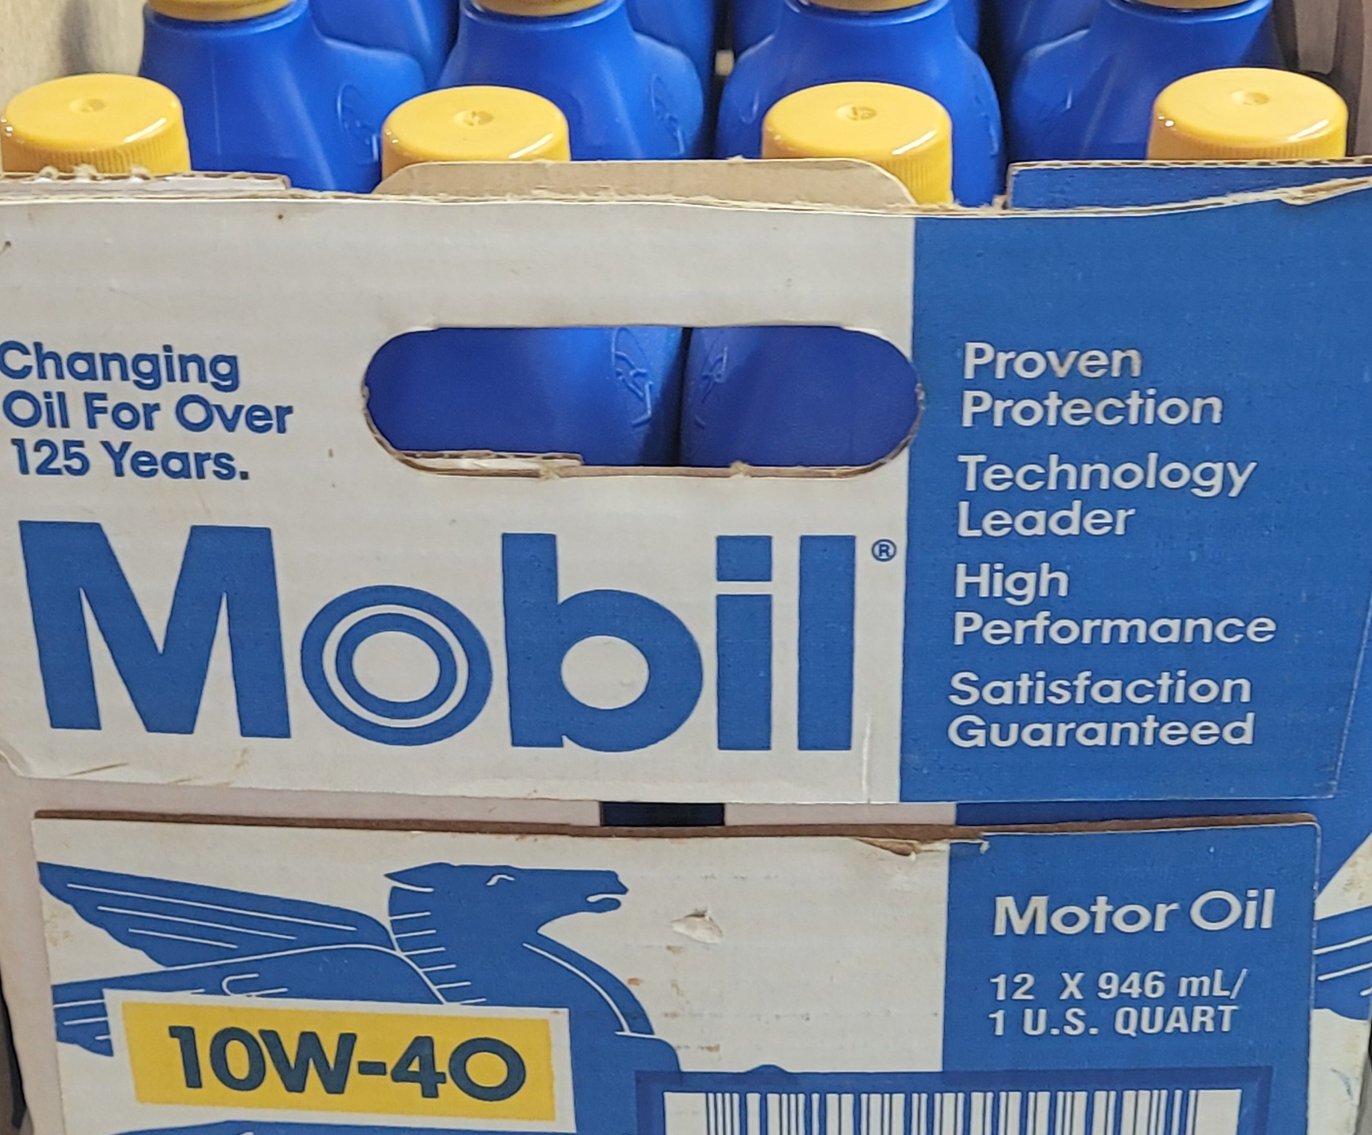 Changing
Oil For Over
125 Years.
Mobil®
Proven
Protection
Technology
Leader
High
Performance
Satisfaction
Guaranteed
Motor Oil
12 X 946 mL/
1 U.S. QUART
10W-40